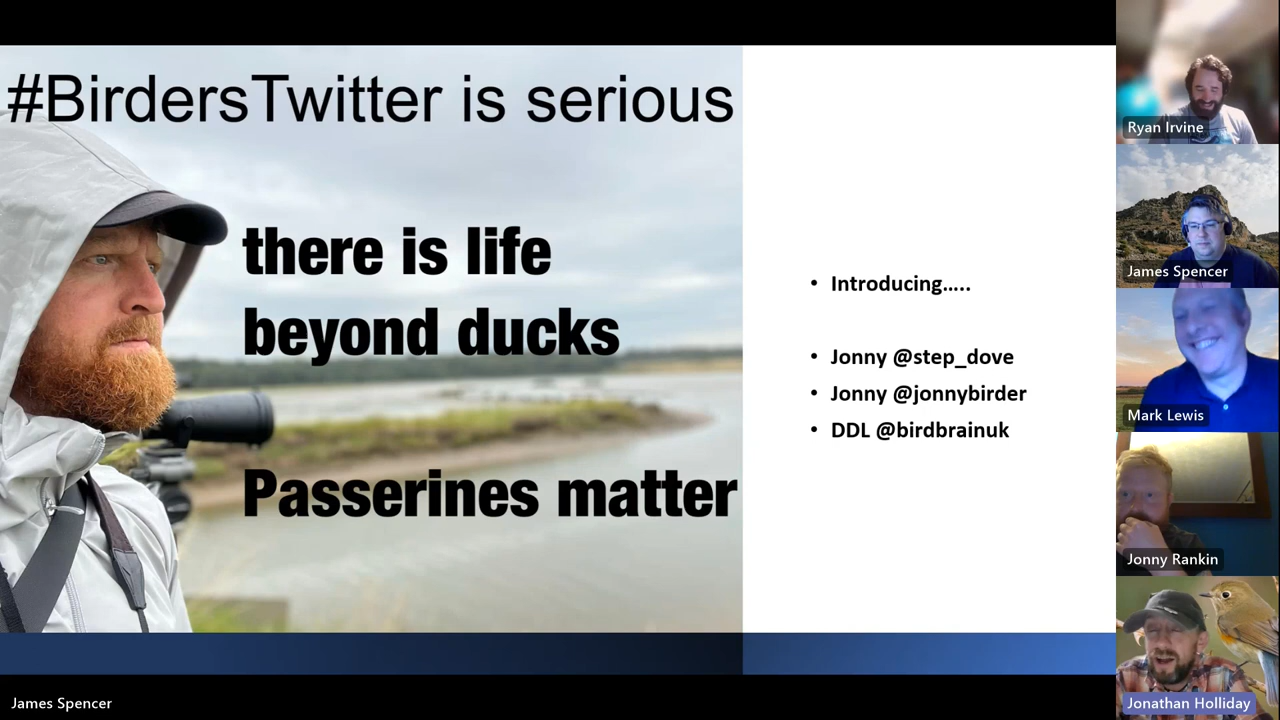 #BirdersTwitter is serious
there is life
beyond ducks
Passerines matter
• Introducing.....
• Jonny @step_dove
• Jonny @jonnybirder
• DDL @birdbrainuk
Ryan Irvine
James Spencer
Mark Lewis
Jonny Rankin
Jonathan Holliday
James Spencer